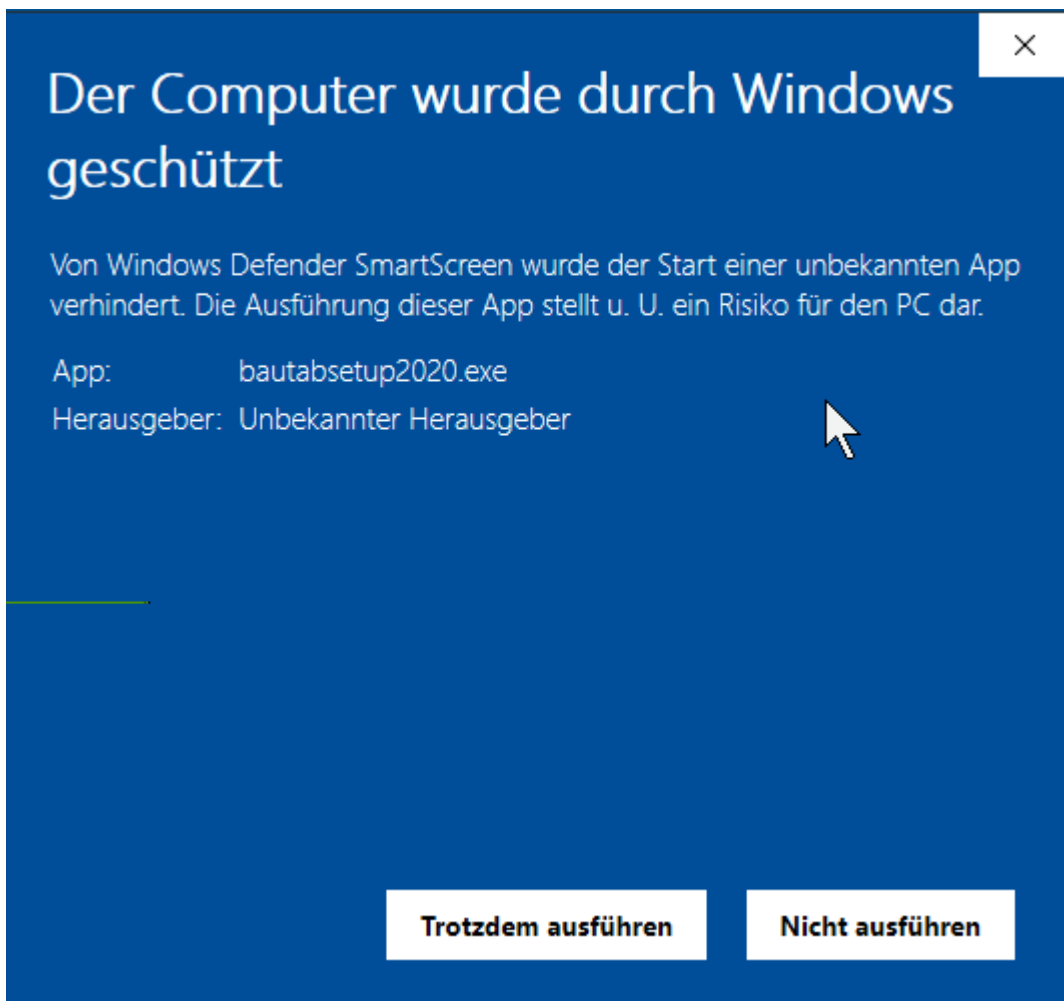 Der Computer wurde durch Windows
geschützt
Von Windows Defender SmartScreen wurde der Start einer unbekannten App
verhindert. Die Ausführung dieser App stellt u. U. ein Risiko für den PC dar.
App: bautabsetup2020.exe
Herausgeber: Unbekannter Herausgeber
Trotzdem ausführen Nicht ausführen